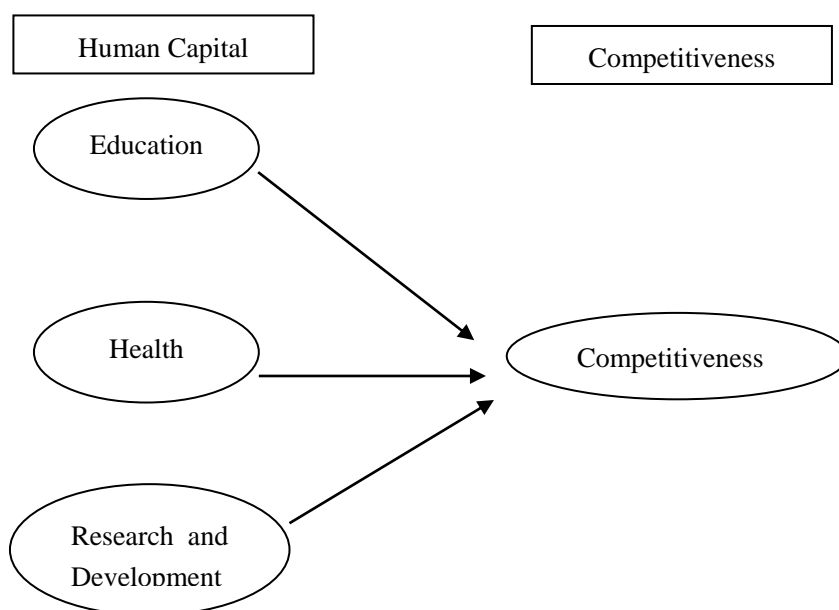 Human Capital
Competitiveness
Education
Health
Competitiveness
Research and
Development